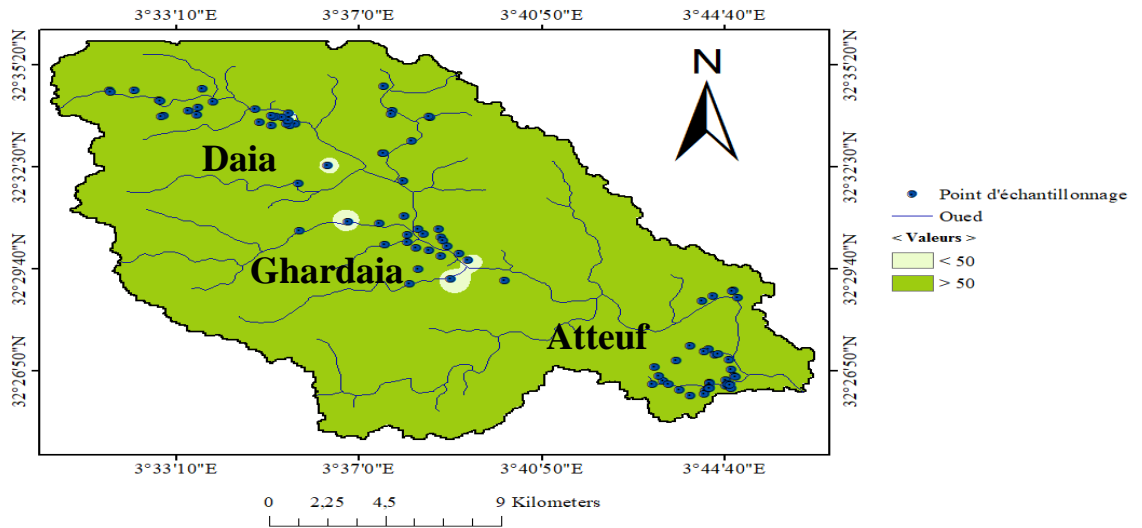 3°33'10"E 3°37'0"E 3°40'50"E 3°44'40"E
32°35'20"N 32°35'20"N
N
Daia
32°32'30"N 32°32'30"N
Point d'échantillonnage
Oued
< Valeurs >
< 50
> 50
Ghardaia
32°29'40"N 32°29'40"N
Atteuf
32°26'50"N 32°26'50"N
3°33'10"E 3°37'0"E 3°40'50"E 3°44'40"E
0 2,25 4,5 9 Kilometers